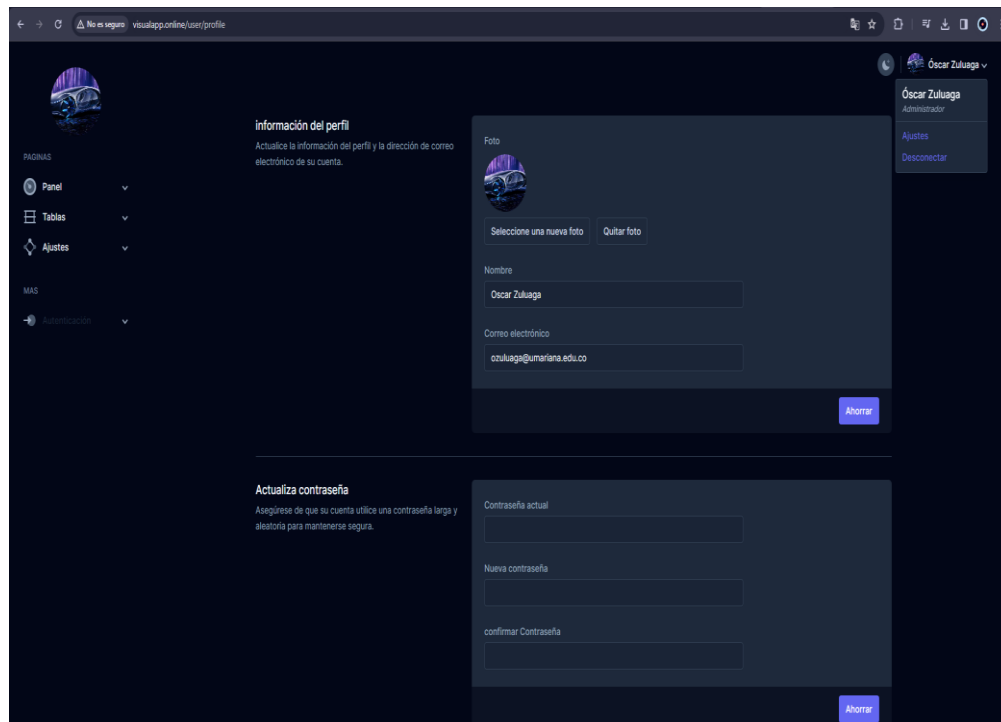 No es seguro visualapp.online/user/profile
Óscar Zuluaga
Óscar Zuluaga
Administrador
Ajustes
Desconectar
PAGINAS
Panel
Tablas
Ajustes
MAS
Autenticación
información del perfil
Actualice la información del perfil y la dirección de correo
electrónico de su cuenta.
Foto
Seleccione una nueva foto Quitar foto
Nombre
Oscar Zuluaga
Correo electrónico
ozuluaga@umariana.edu.co
Ahorrar
Actualiza contraseña
Asegúrese de que su cuenta utilice una contraseña larga y
aleatoria para mantenerse segura.
Contraseña actual
Nueva contraseña
confirmar Contraseña
Ahorrar